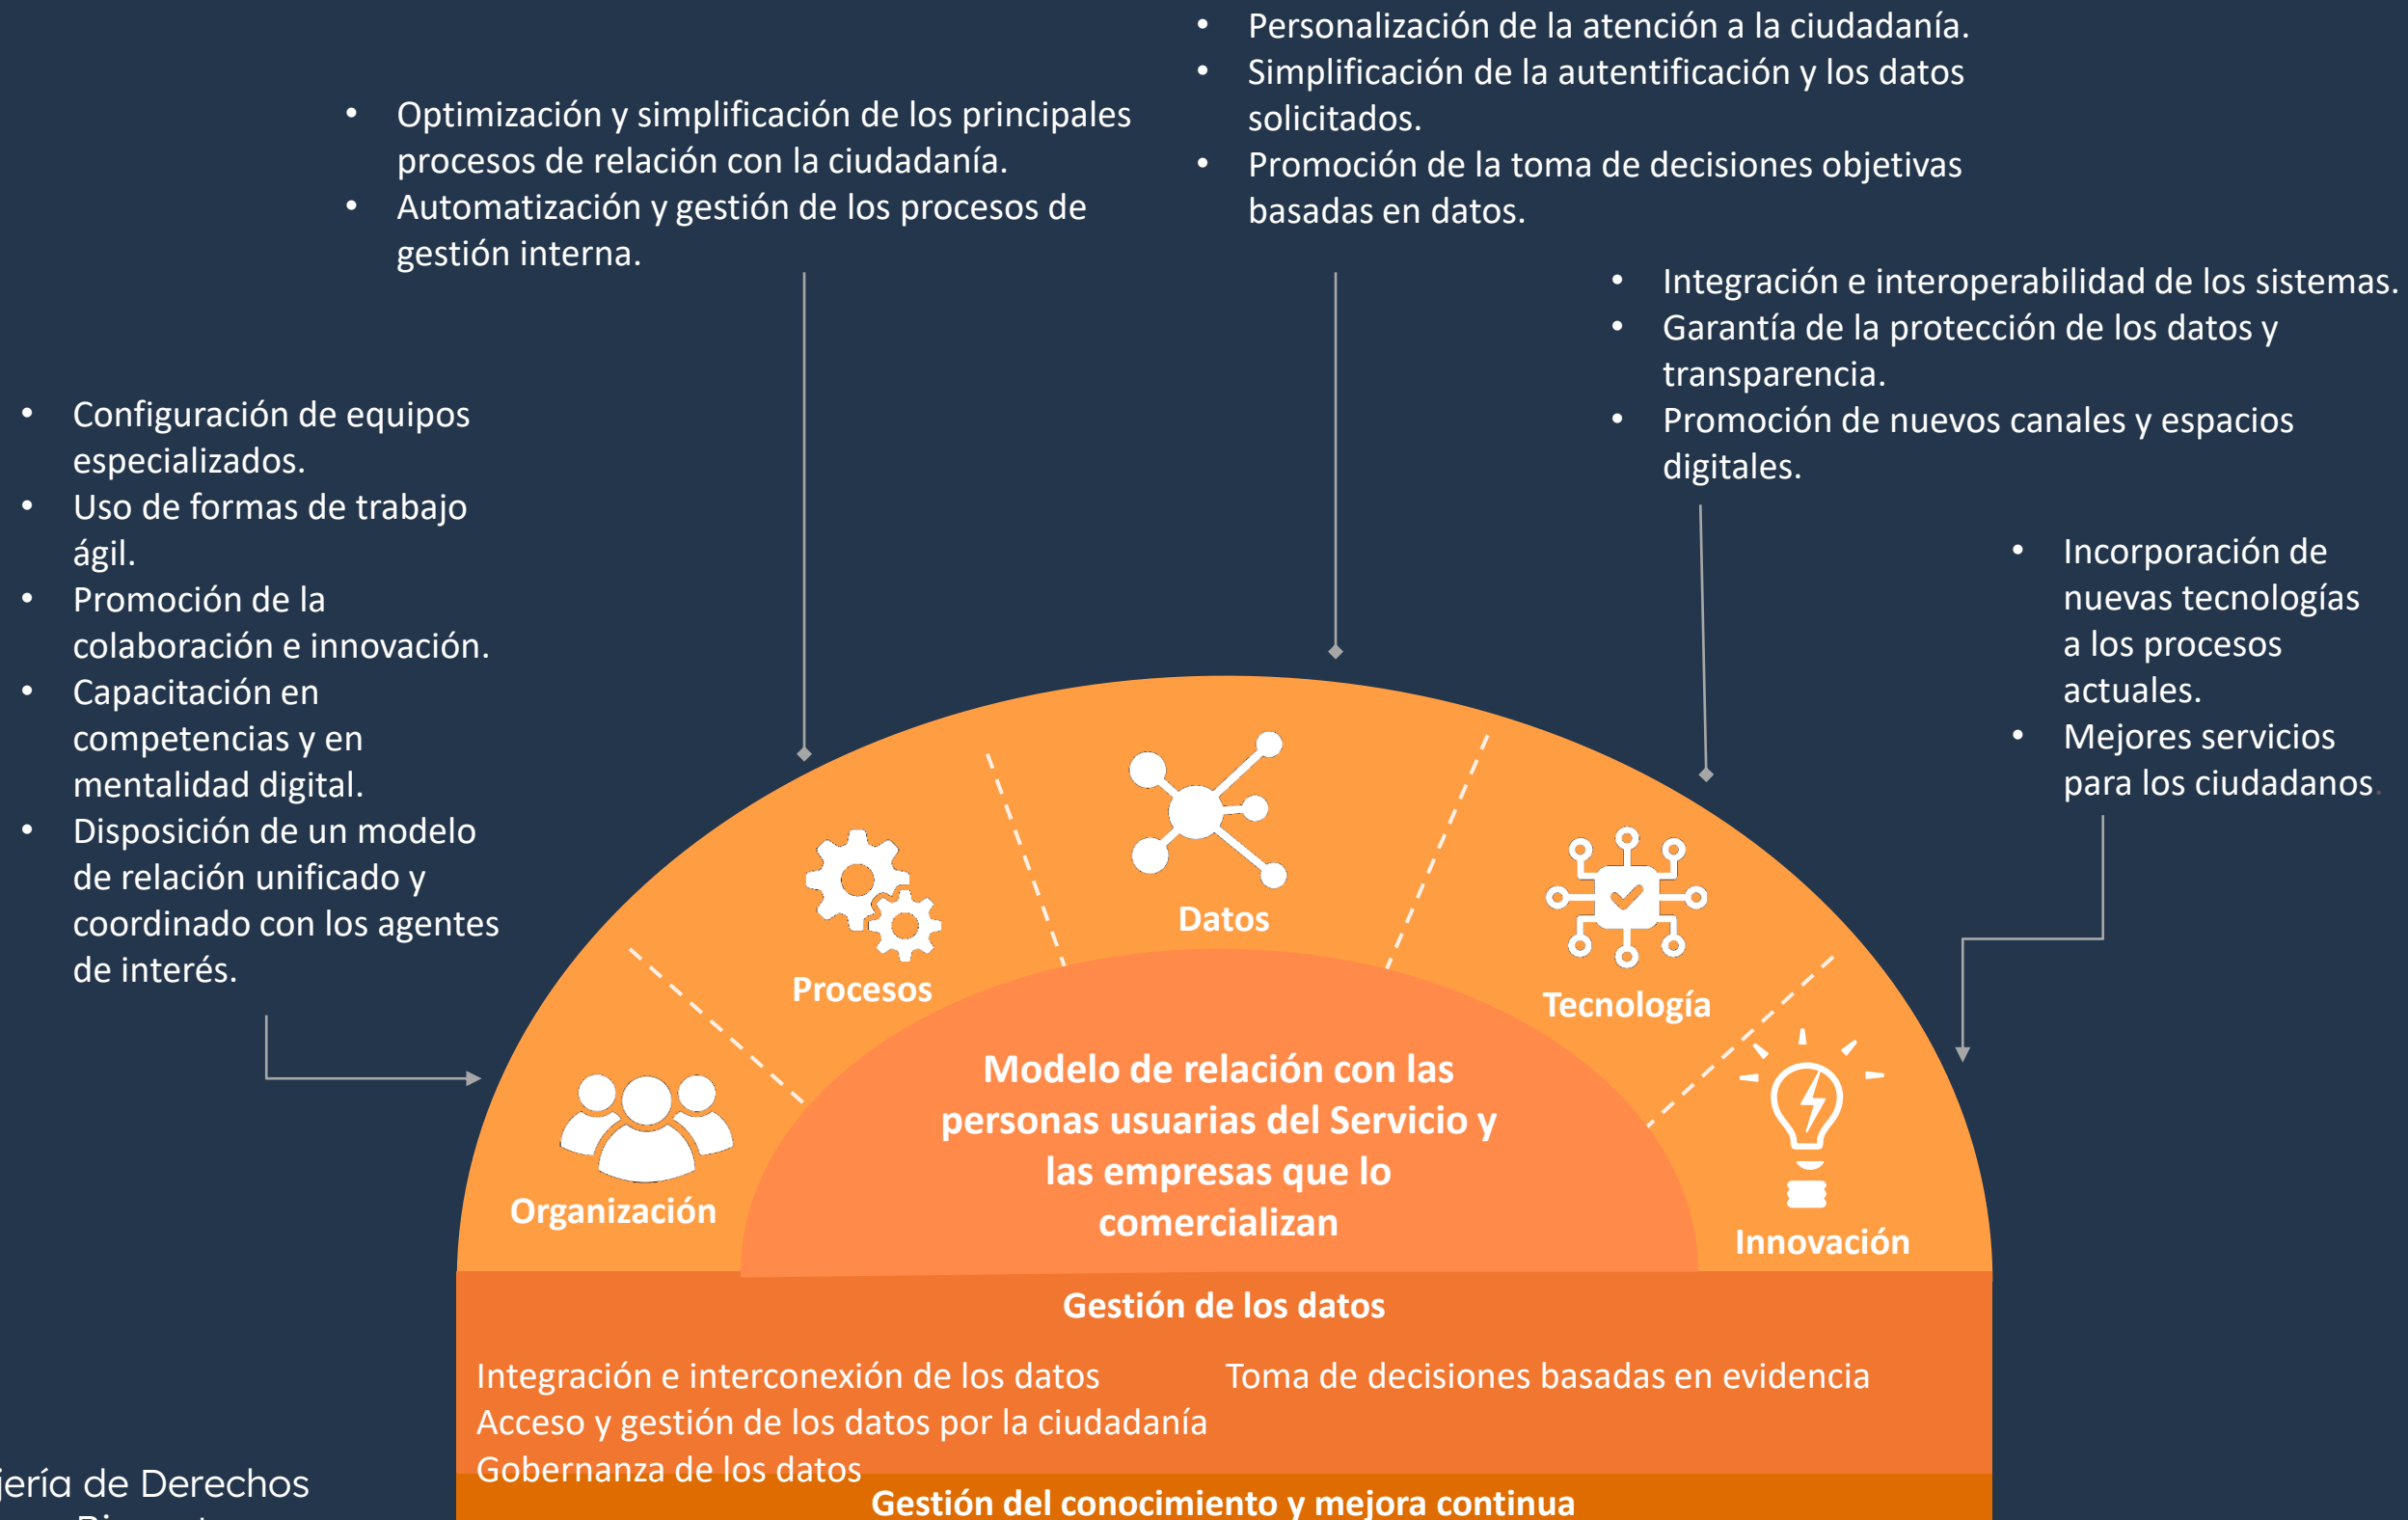 • Personalización de la atención a la ciudadanía.
• Simplificación de la autentificación y los datos
solicitados.
• Promoción de la toma de decisiones objetivas
basadas en datos.
• Optimización y simplificación de los principales
procesos de relación con la ciudadanía.
• Automatización y gestión de los procesos de
gestión interna.
• Integración e interoperabilidad de los sistemas.
• Garantía de la protección de los datos y
transparencia.
• Promoción de nuevos canales y espacios
digitales.
• Configuración de equipos
especializados.
• Uso de formas de trabajo
ágil.
• Promoción de la
colaboración e innovación.
• Capacitación en
competencias y en
mentalidad digital.
• Disposición de un modelo
de relación unificado y
coordinado con los agentes
de interés.
• Incorporación de
nuevas tecnologías
a los procesos
actuales.
• Mejores servicios
para los ciudadanos.
Organización
Procesos
Datos
Tecnología
Innovación
Modelo de relación con las
personas usuarias del Servicio y
las empresas que lo
comercializan
Gestión de los datos
Integración e interconexión de los datos
Acceso y gestión de los datos por la ciudadanía
Gobernanza de los datos
Toma de decisiones basadas en evidencia
Gestión del conocimiento y mejora continua
jería de Derechos